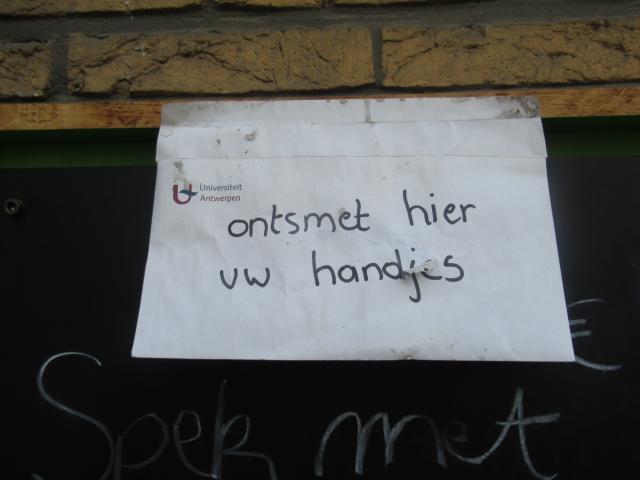 Universiteit
Antwerpen
ontsmet hier
uw handjes
€
Spek met